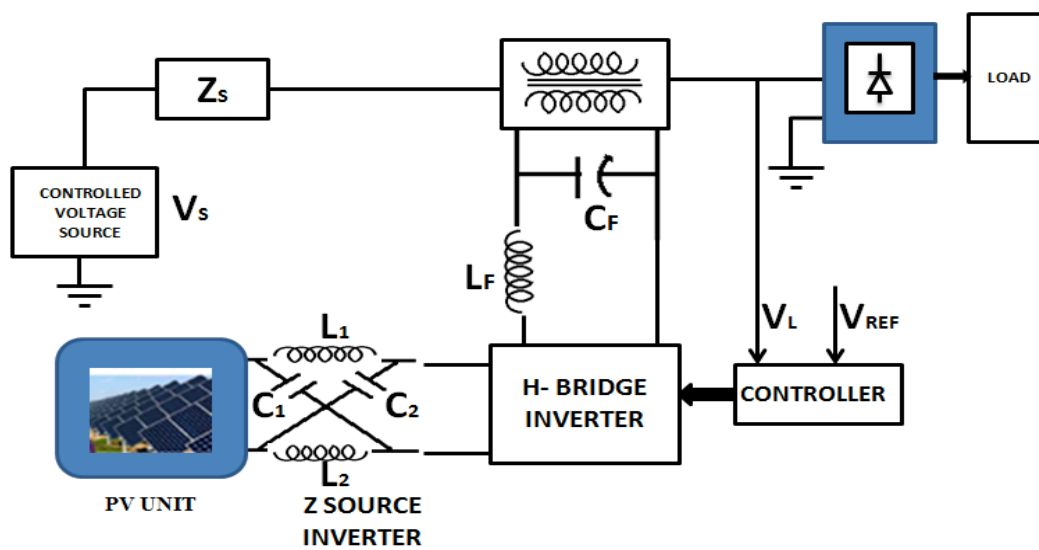 ZS
LOAD
CONTROLLED
VOLTAGE
SOURCE
VS
CF
LF
VL
VREF
L1
C1
C2
L2
H- BRIDGE
INVERTER
CONTROLLER
PV UNIT
Z SOURCE
INVERTER